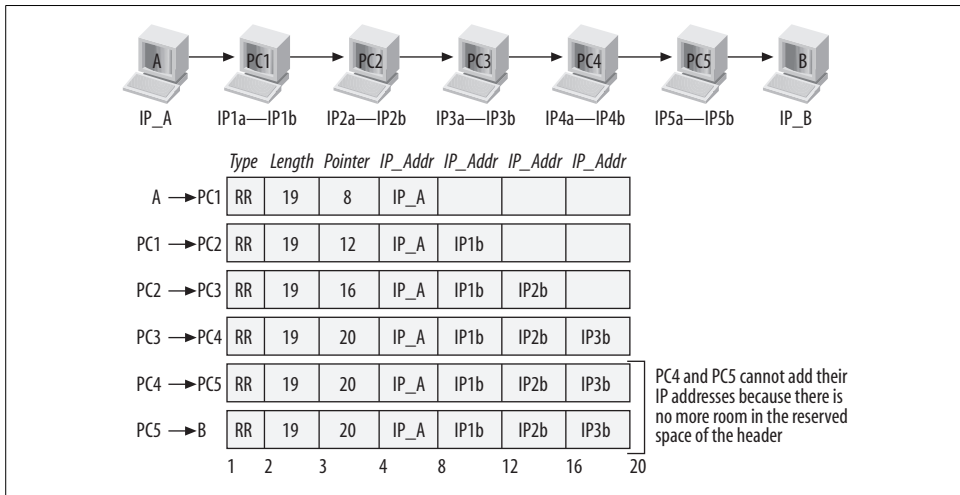 A PC1 PC2 PC3 PC4 PC5 B
IP_A IP1a—IP1b IP2a—IP2b IP3a—IP3b IP4a—IP4b IP5a—IP5b IP_B
Type Length Pointer IP_Addr IP_Addr IP_Addr IP_Addr
A → PC1 RR 19 8 IP_A
PC1 → PC2 RR 19 12 IP_A IP1b
PC2 → PC3 RR 19 16 IP_A IP1b IP2b
PC3 → PC4 RR 19 20 IP_A IP1b IP2b IP3b
PC4 → PC5 RR 19 20 IP_A IP1b IP2b IP3b
PC5 → B RR 19 20 IP_A IP1b IP2b IP3b
PC4 and PC5 cannot add their
IP addresses because there is
no more room in the reserved
space of the header
1 2 3 4 8 12 16 20